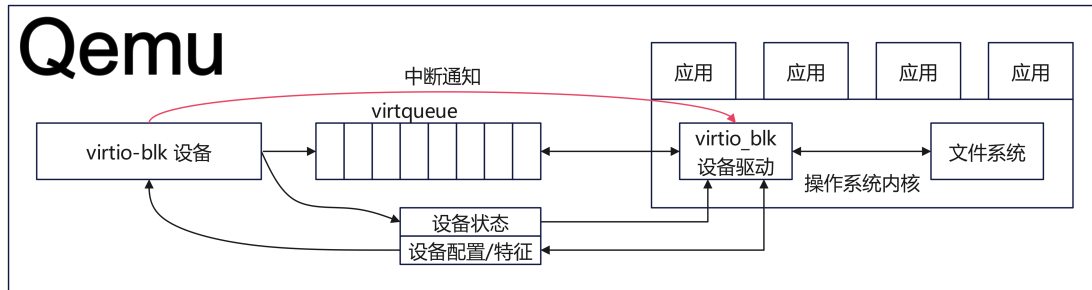 Qemu
应用
应用
应用
应用
中断通知
virtqueue
virtio-blk 设备
virtio_blk
设备驱动
文件系统
操作系统内核
设备状态
设备配置/特征